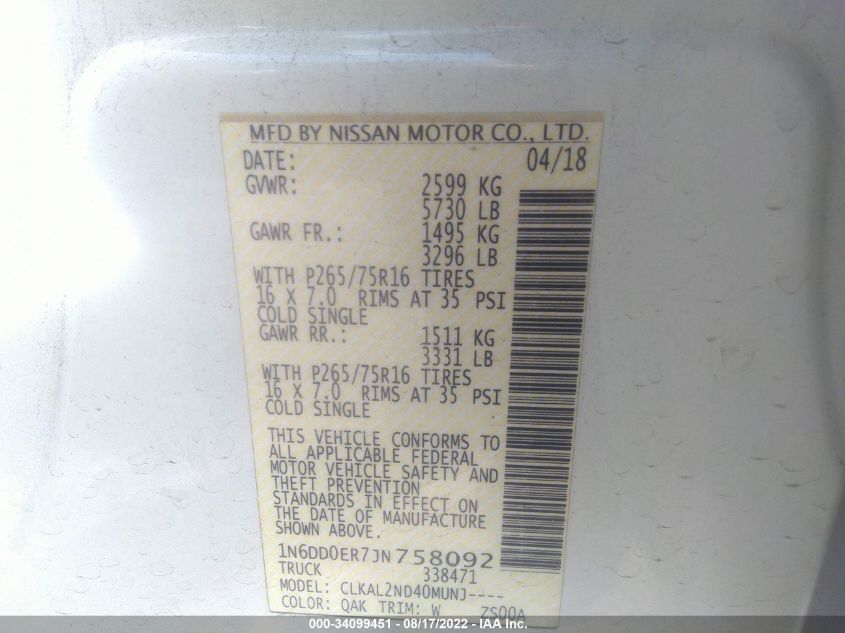 MFD BY NISSAN MOTOR CO., LTD.
DATE: 04/18
GVWR: 2599 KG
5730 LB
GAWR FR.: 1495 KG
3296 LB
WITH P265/75R16 TIRES
16 X 7.0 RIMS AT 35 PSI
COLD SINGLE
GAWR RR.: 1511 KG
3331 LB
WITH P265/75R16 TIRES
16 X 7.0 RIMS AT 35 PSI
COLD SINGLE
THIS VEHICLE CONFORMS TO
ALL APPLICABLE FEDERAL
MOTOR VEHICLE SAFETY AND
THEFT PREVENTION
STANDARDS IN EFFECT ON
THE DATE OF MANUFACTURE
SHOWN ABOVE.
1N6DD0ER7JN758092
TRUCK 338471
MODEL: CLKAL2ND40MUNJ----
COLOR: QAK TRIM: W ZS00A
000-34099451 - 08/17/2022 - IAA Inc.